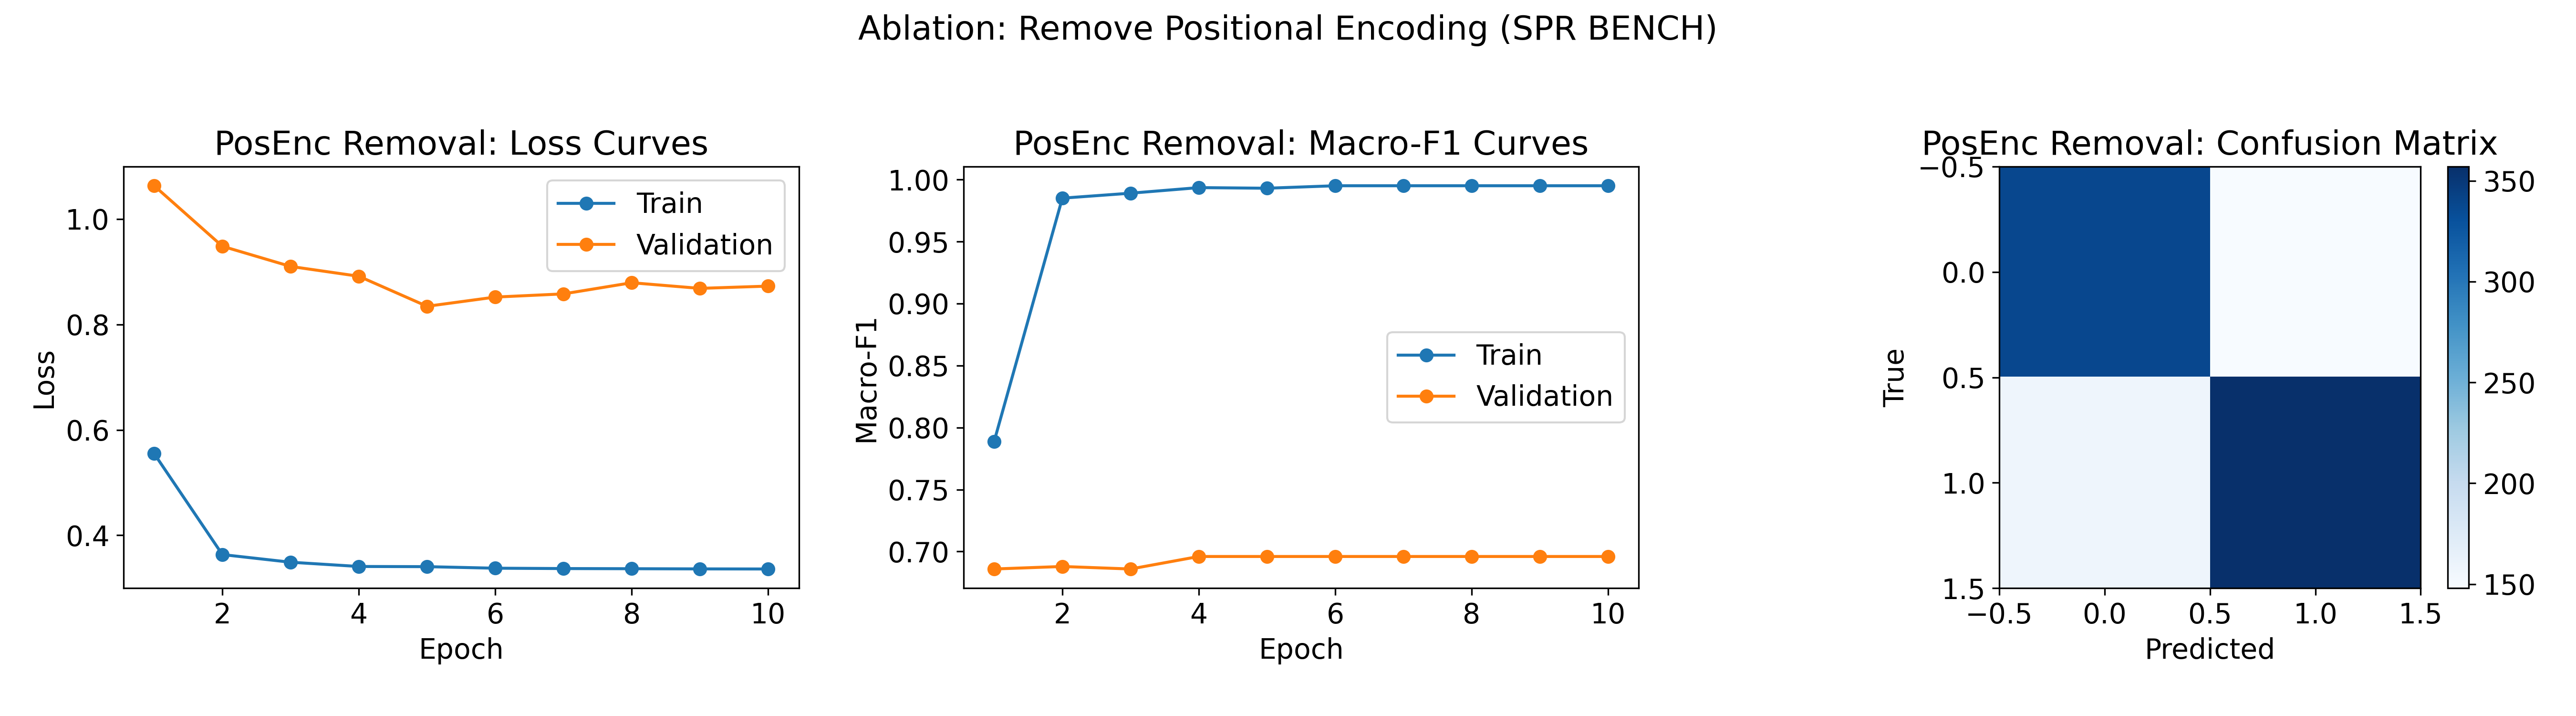 Ablation: Remove Positional Encoding (SPR BENCH)
PosEnc Removal: Loss Curves
1.0
0.8
0.6
0.4
Loss
Train
Validation
2 4 6 8 10
Epoch
PosEnc Removal: Macro-F1 Curves
1.00
0.95
0.90
0.85
0.80
0.75
0.70
Macro-F1
Train
Validation
2 4 6 8 10
Epoch
PosEnc Removal: Confusion Matrix
−0.5
0.0
0.5
1.0
1.5
True
−0.5 0.0 0.5 1.0 1.5
Predicted
350
300
250
200
150